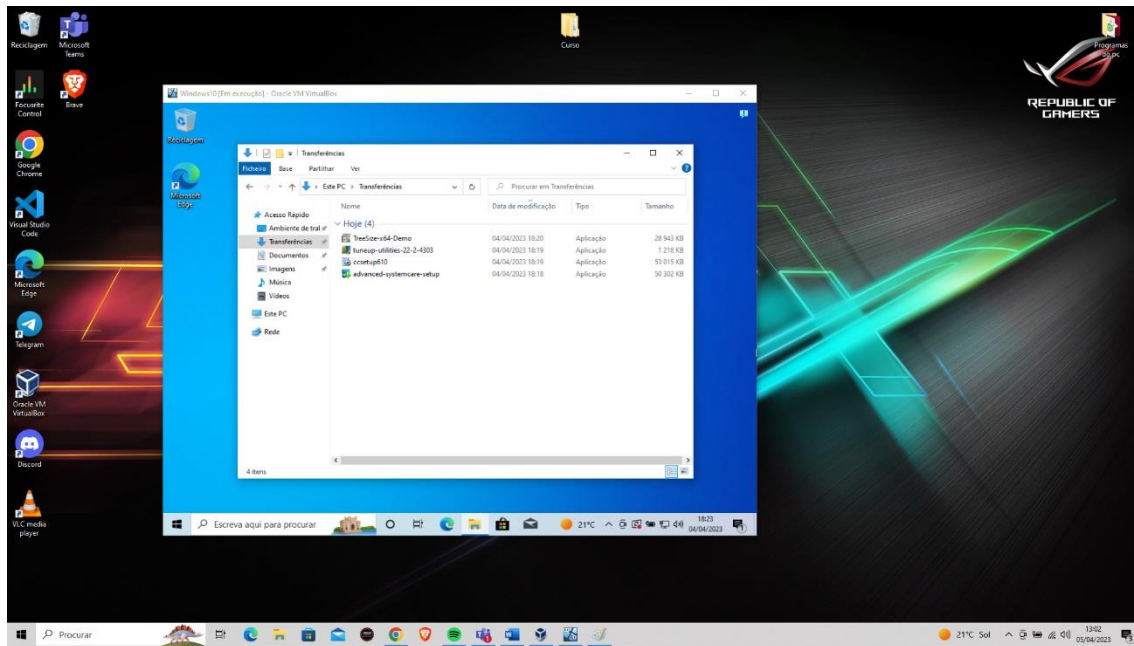 Reciclagem
Microsoft
Teams
Curso
Programas
do pc
Focusrite
Control
Brave
REPUBLIC OF
GAMERS
Google
Chrome
Visual Studio
Code
Microsoft
Edge
Telegram
Oracle VM
VirtualBox
Discord
VLC media
player
Windows10 [Em execução] - Oracle VM VirtualBox
Reciclagem
Microsoft
Edge
Transferências
Ficheiro Base Partilhar Ver
Este PC > Transferências
Procurar em Transferências
Nome Data de modificação Tipo Tamanho
Acesso Rápido
Ambiente de tral
Transferências
Documentos
Imagens
Música
Vídeos
Este PC
Rede
Hoje (4)
TreeSize-x64-Demo 04/04/2023 18:20 Aplicação 28 943 KB
tuneup-utilities-22-2-4303 04/04/2023 18:19 Aplicação 1 218 KB
ccsetup610 04/04/2023 18:19 Aplicação 53 015 KB
advanced-systemcare-setup 04/04/2023 18:18 Aplicação 50 302 KB
4 itens
Escreva aqui para procurar
21°C
18:23
04/04/2023
Procurar
21°C Sol
13:02
05/04/2023